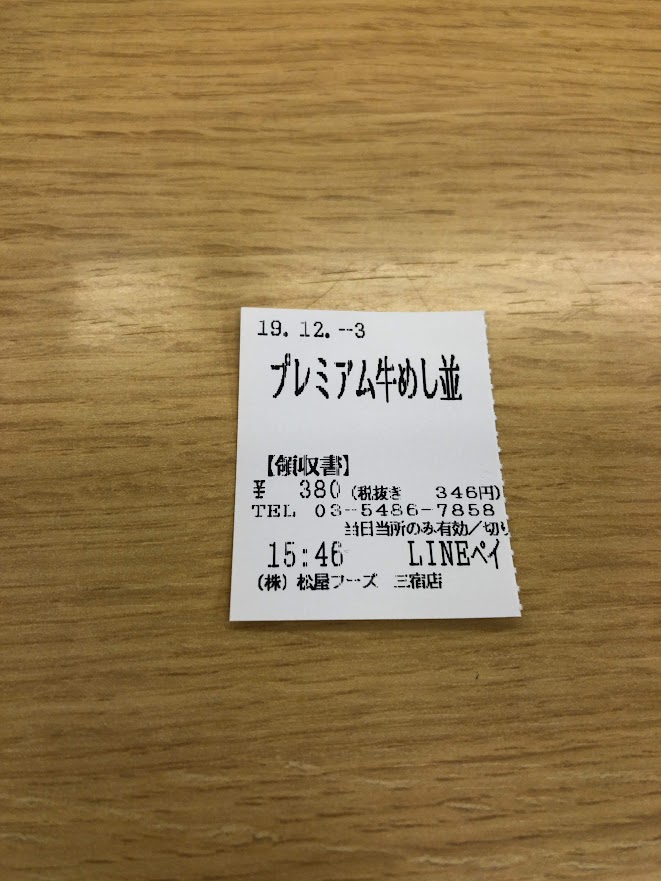 19.12.--3
プレミアム牛めし並
【領収書】
¥ 380 (税抜き 346円)
TEL 03-5486-7858
当日当所のみ有効/切り
15:46 LINEペイ
(株) 松屋フーズ 三宿店